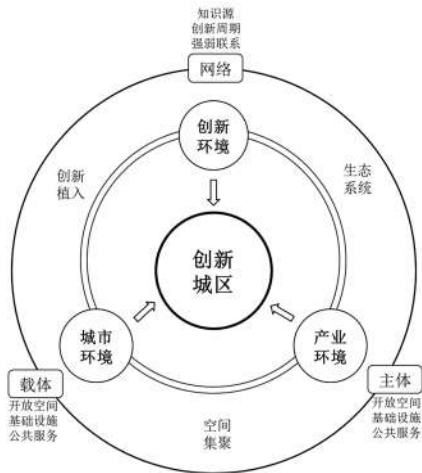 知识源
创新周期
强弱联系
网络
创新
环境
创新
植入
生态
系统
创新
城区
城市
环境
产业
环境
载体
开放空间
基础设施
公共服务
主体
开放空间
基础设施
公共服务
空间
集聚